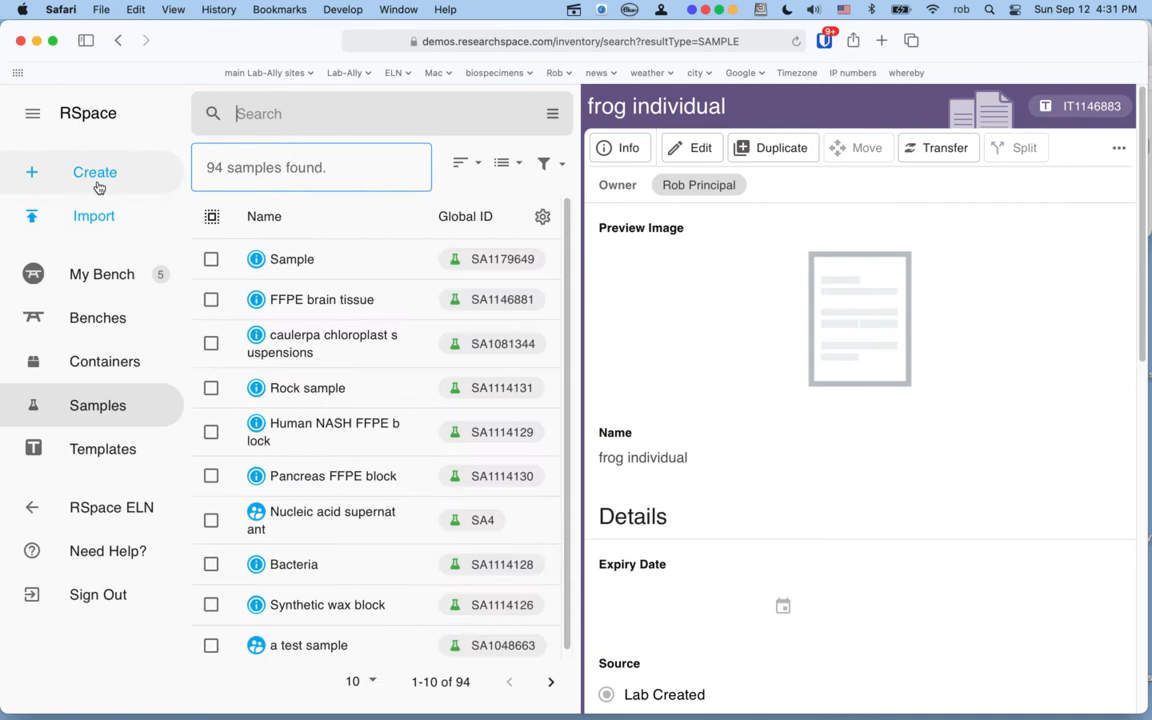 Safari File Edit View History Bookmarks Develop Window Help rob Sun Sep 12 4:31 PM
demos.researchspace.com/inventory/search?resultType=SAMPLE 9+
main Lab-Ally sites Lab-Ally ELN Mac biospecimens Rob news weather city Google Timezone IP numbers whereby
RSpace
Search
frog individual
T IT1146883
Info Edit Duplicate Move Transfer Split
Create
94 samples found.
Owner Rob Principal
Import
Name Global ID
Preview Image
My Bench 5
Sample SA1179649
FFPE brain tissue SA1146881
Benches
caulerpa chloroplast s
uspensions
SA1081344
Containers
Rock sample SA1114131
Samples
Human NASH FFPE b
lock
SA1114129
Name
frog individual
T Templates
Pancreas FFPE block SA1114130
RSpace ELN
Nucleic acid supernat
ant
SA4
Details
Need Help?
Bacteria SA1114128
Expiry Date
Sign Out
Synthetic wax block SA1114126
a test sample SA1048663
Source
10 1-10 of 94
Lab Created